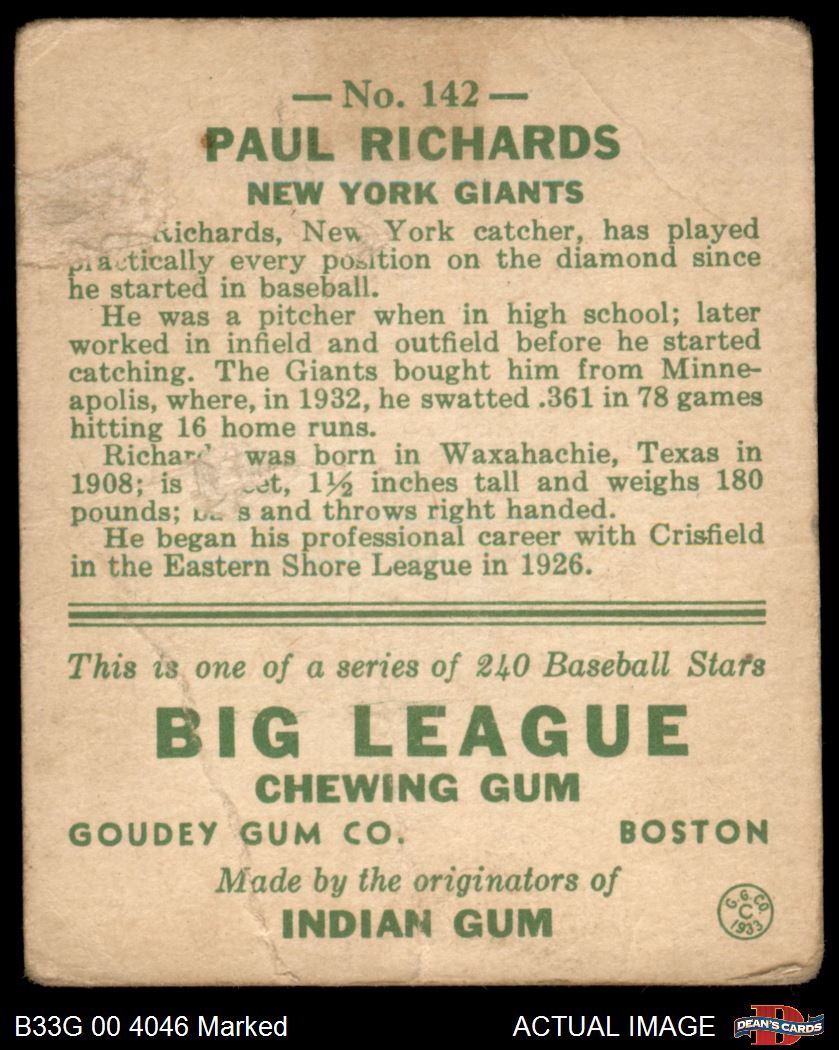 — No. 142 —
PAUL RICHARDS
NEW YORK GIANTS
Richards, New York catcher, has played
practically every position on the diamond since
he started in baseball.
He was a pitcher when in high school; later
worked in infield and outfield before he started
catching. The Giants bought him from Minne-
apolis, where, in 1932, he swatted .361 in 78 games
hitting 16 home runs.
Richards was born in Waxahachie, Texas in
1908; is feet, 1½ inches tall and weighs 180
pounds; bats and throws right handed.
He began his professional career with Crisfield
in the Eastern Shore League in 1926.
This is one of a series of 240 Baseball Stars
BIG LEAGUE
CHEWING GUM
GOUDEY GUM CO. BOSTON
Made by the originators of
INDIAN GUM
G. G. CO.
C
1933
B33G 00 4046 Marked ACTUAL IMAGE DEAN'S CARDS